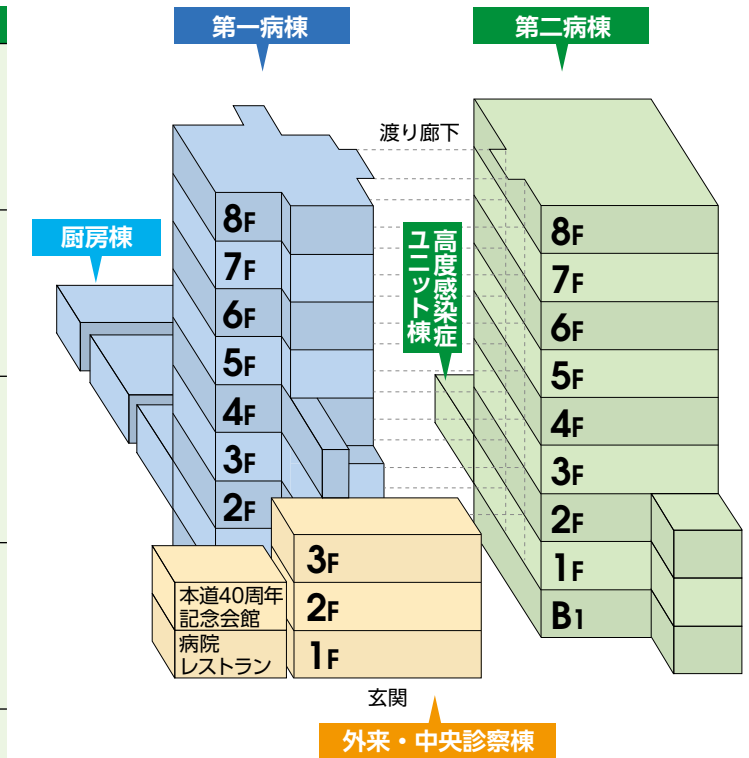 第一病棟
第二病棟
渡り廊下
厨房棟
高度感染症
ユニット棟
8F
7F
6F
5F
4F
3F
2F
8F
7F
6F
5F
4F
3F
2F
1F
B1
3F
2F
1F
本道40周年
記念会館
病院
レストラン
玄関
外来・中央診察棟